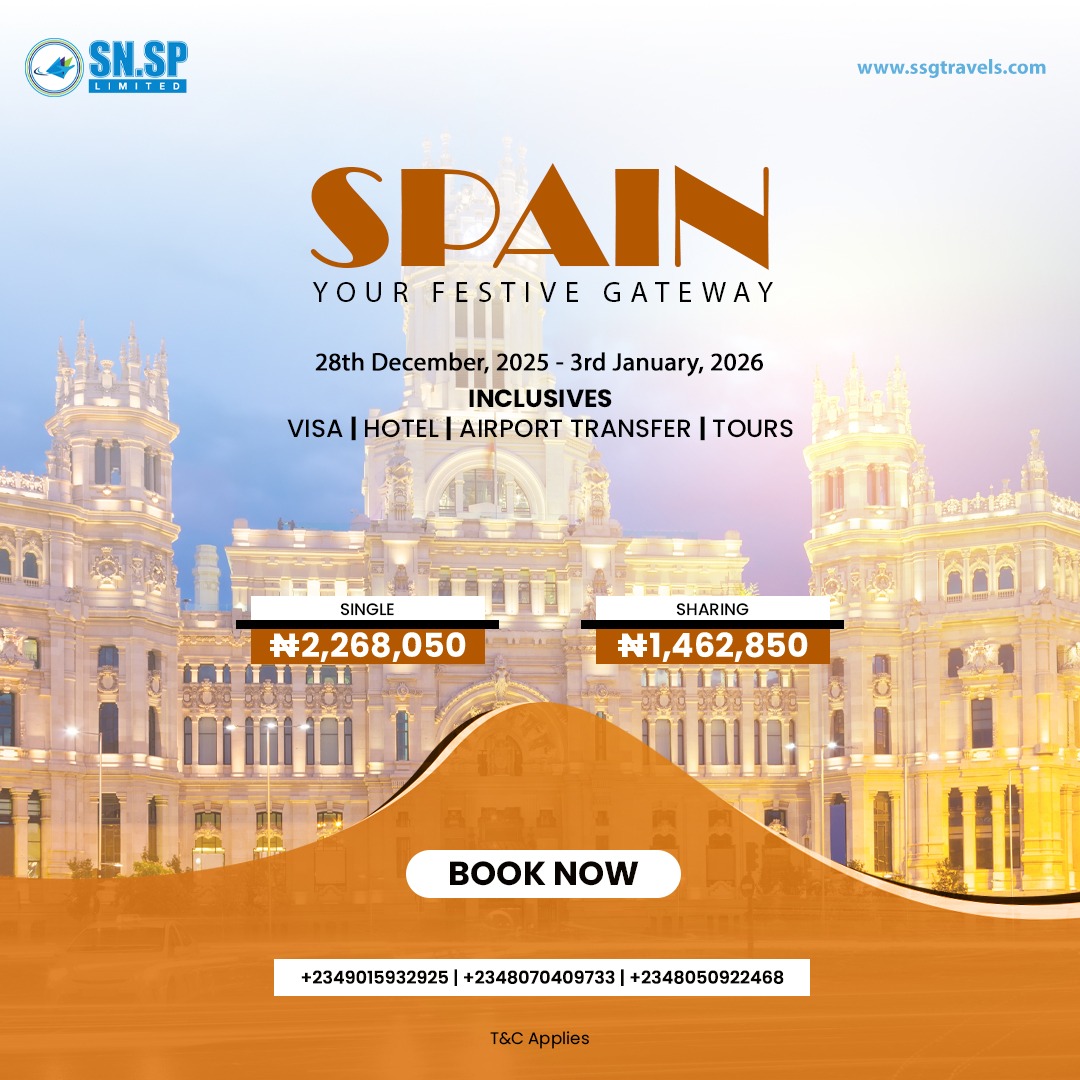 SN.SP
LIMITED
www.ssgtravels.com
SPAIN
YOUR FESTIVE GATEWAY
28th December, 2025 - 3rd January, 2026
INCLUSIVES
VISA | HOTEL | AIRPORT TRANSFER | TOURS
SINGLE
₦2,268,050
SHARING
₦1,462,850
BOOK NOW
+2349015932925 | +2348070409733 | +2348050922468
T&C Applies